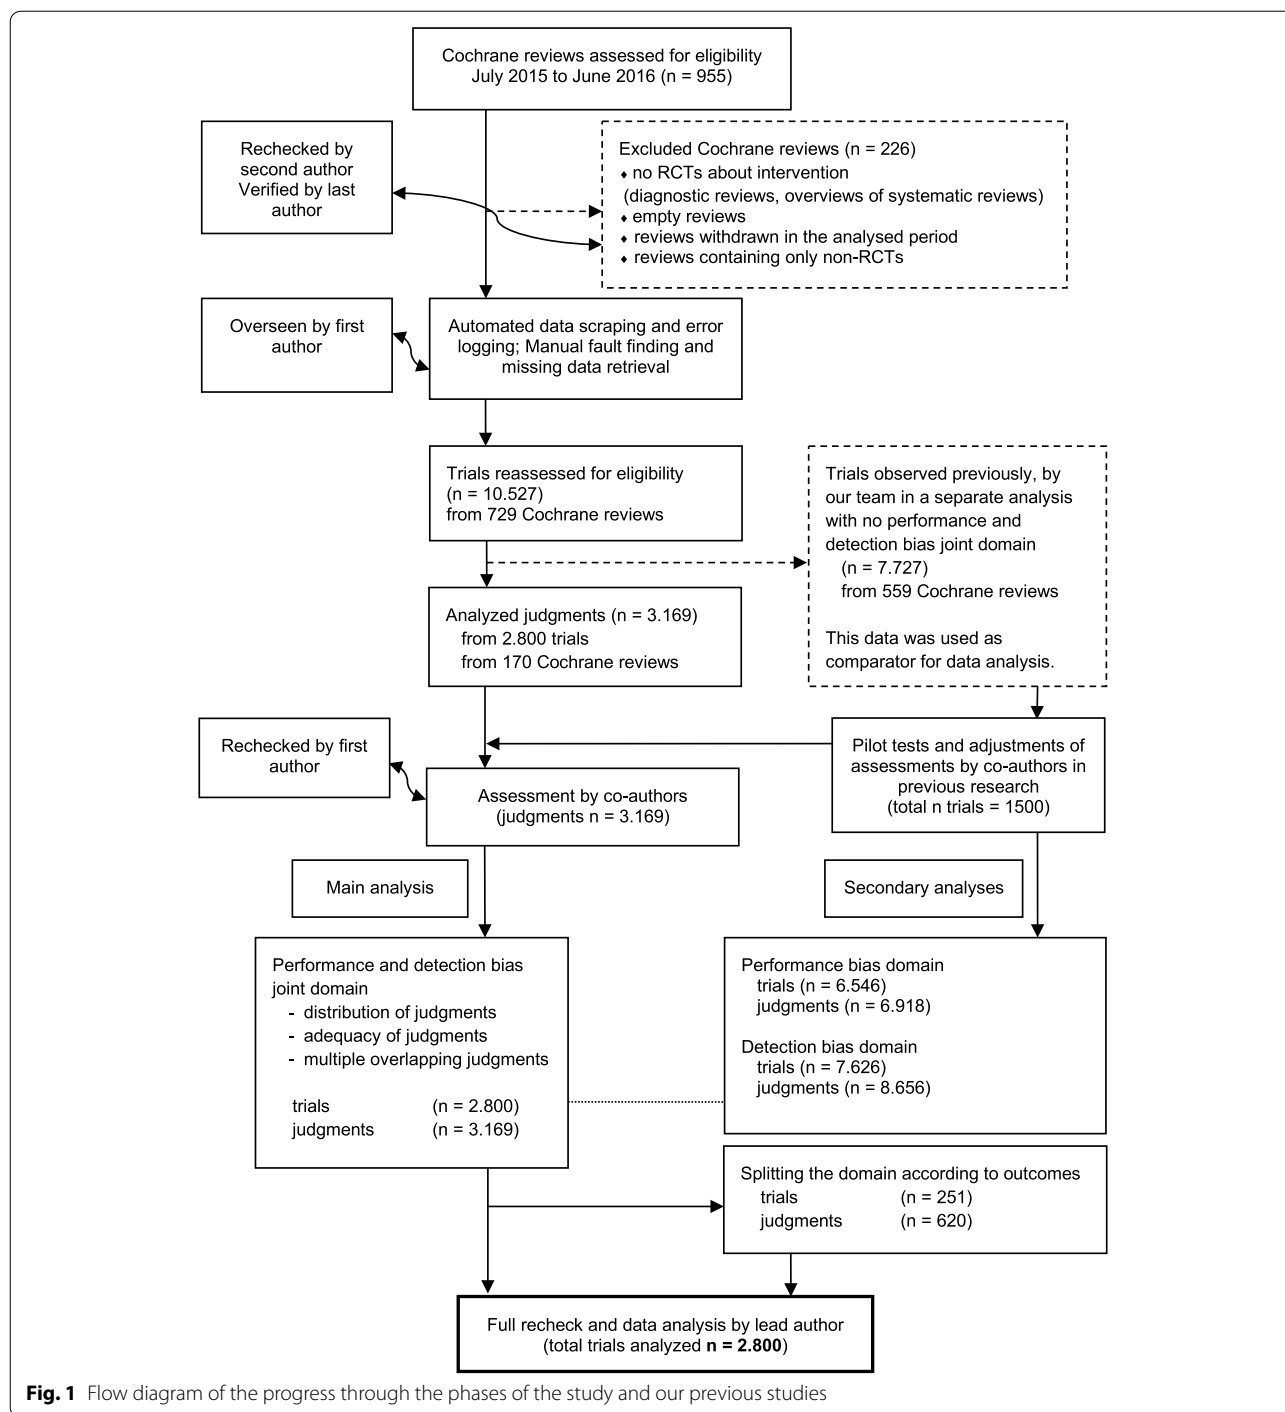 Cochrane reviews assessed for eligibility
July 2015 to June 2016 (n = 955)
Rechecked by
second author
Verified by last
author
Excluded Cochrane reviews (n = 226)
♦ no RCTs about intervention
(diagnostic reviews, overviews of systematic reviews)
♦ empty reviews
♦ reviews withdrawn in the analysed period
♦ reviews containing only non-RCTs
Overseen by first
author
Automated data scraping and error
logging; Manual fault finding and
missing data retrieval
Trials reassessed for eligibility
(n = 10.527)
from 729 Cochrane reviews
Trials observed previously, by
our team in a separate analysis
with no performance and
detection bias joint domain
(n = 7.727)
from 559 Cochrane reviews
This data was used as
comparator for data analysis.
Analyzed judgments (n = 3.169)
from 2.800 trials
from 170 Cochrane reviews
Rechecked by first
author
Pilot tests and adjustments of
assessments by co-authors in
previous research
(total n trials = 1500)
Assessment by co-authors
(judgments n = 3.169)
Main analysis
Secondary analyses
Performance and detection bias
joint domain
- distribution of judgments
- adequacy of judgments
- multiple overlapping judgments
trials (n = 2.800)
judgments (n = 3.169)
Performance bias domain
trials (n = 6.546)
judgments (n = 6.918)
Detection bias domain
trials (n = 7.626)
judgments (n = 8.656)
Splitting the domain according to outcomes
trials (n = 251)
judgments (n = 620)
Full recheck and data analysis by lead author
(total trials analyzed n = 2.800)
Fig. 1 Flow diagram of the progress through the phases of the study and our previous studies